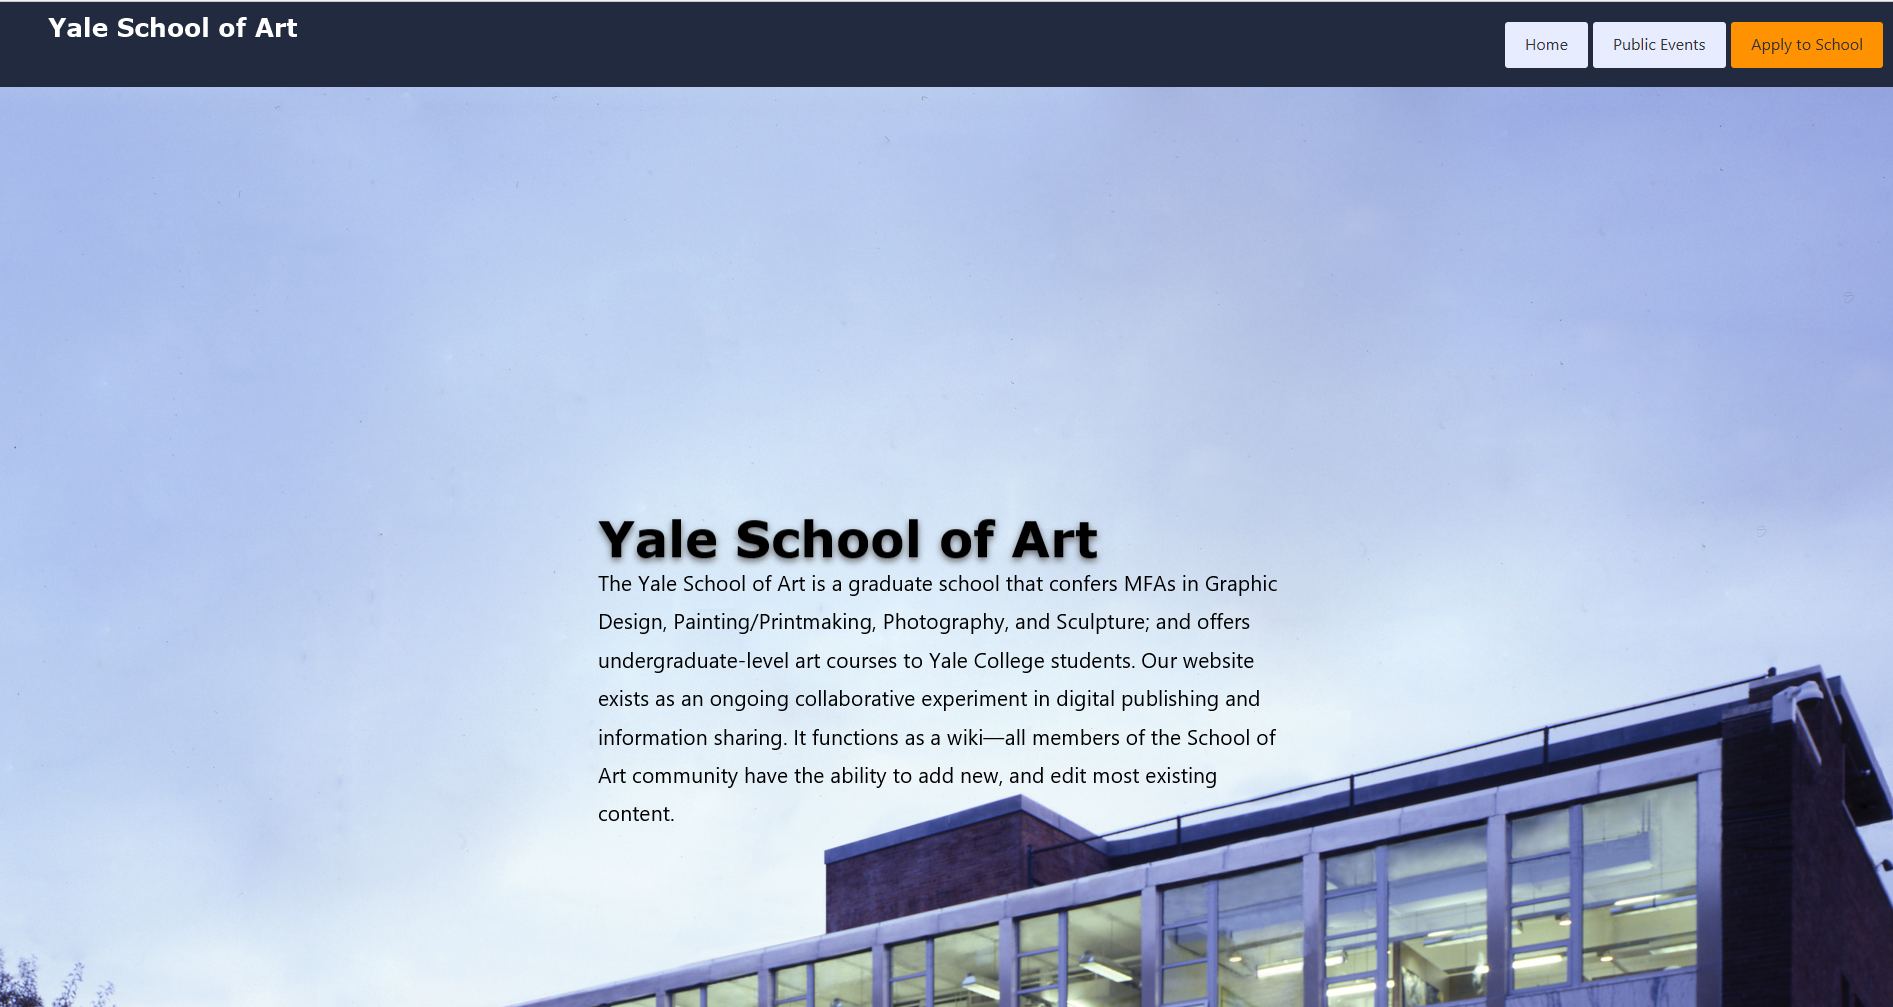 Yale School of Art
Home
Public Events
Apply to School
Yale School of Art
The Yale School of Art is a graduate school that confers MFAs in Graphic
Design, Painting/Printmaking, Photography, and Sculpture; and offers
undergraduate-level art courses to Yale College students. Our website
exists as an ongoing collaborative experiment in digital publishing and
information sharing. It functions as a wiki—all members of the School of
Art community have the ability to add new, and edit most existing
content.